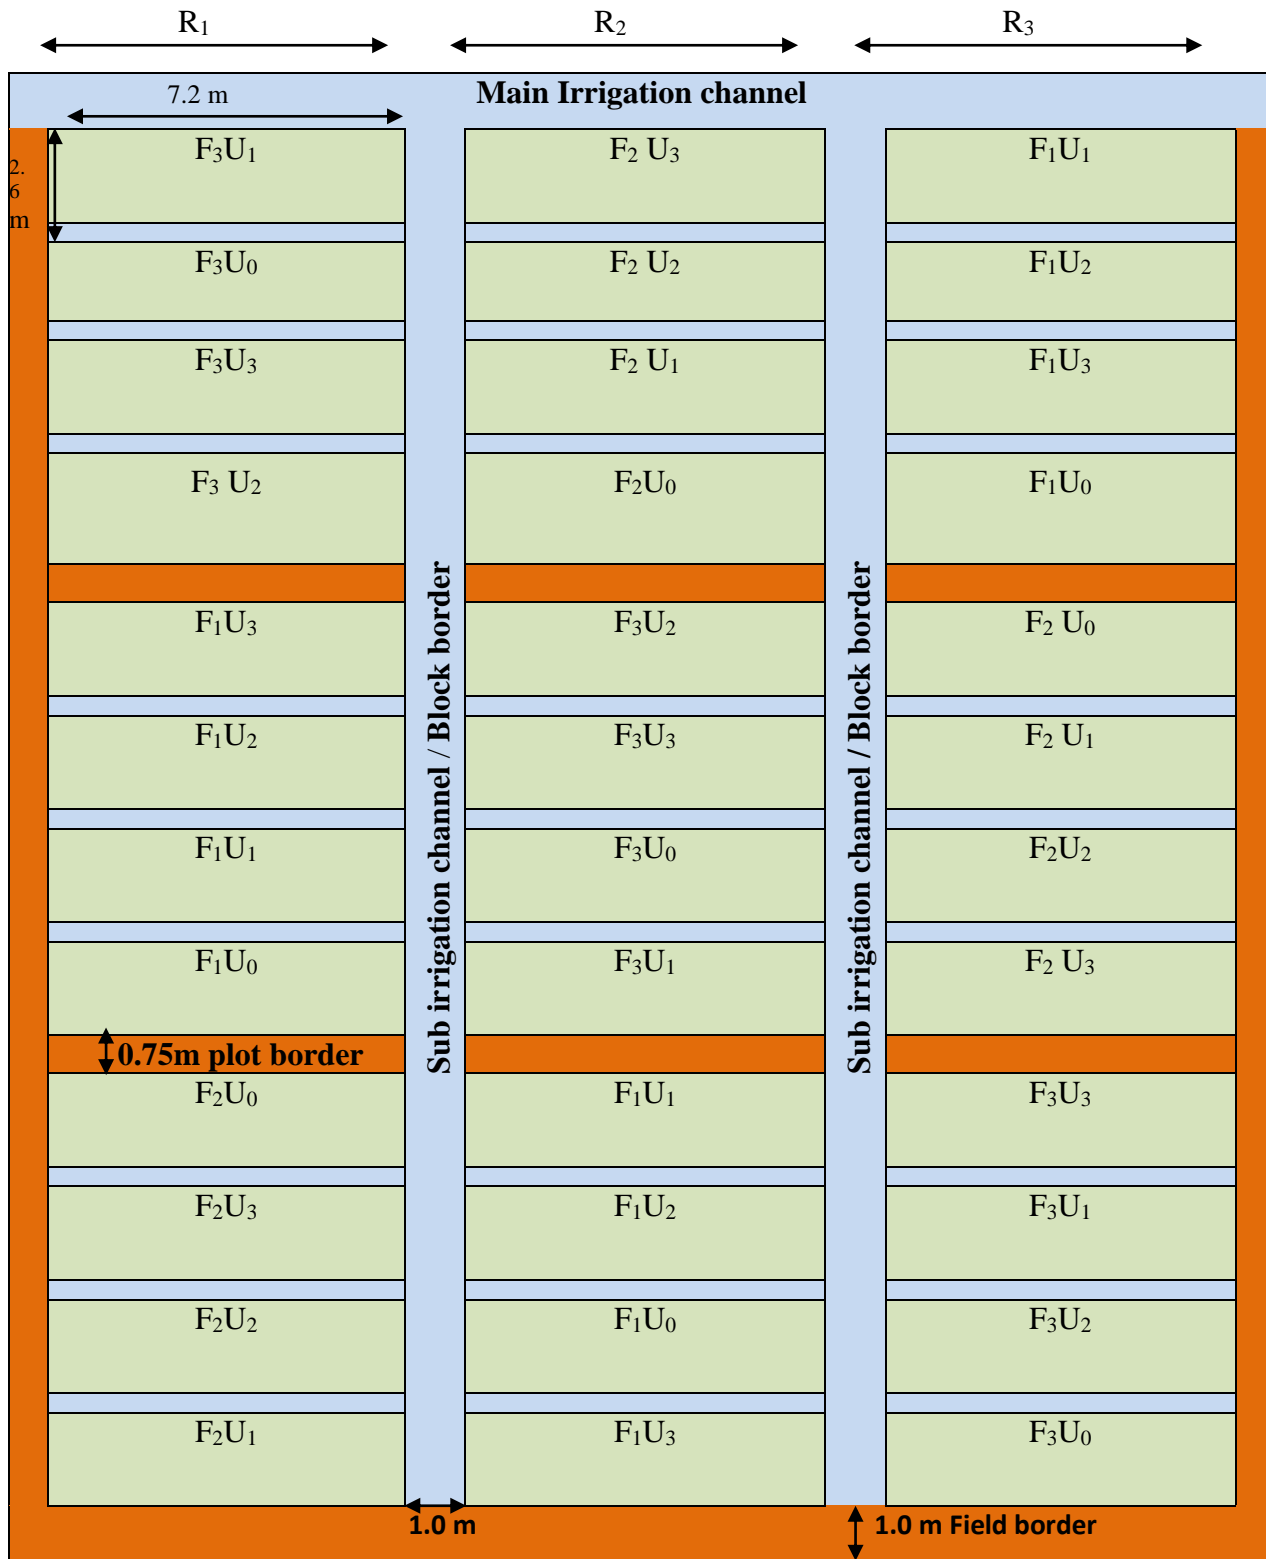 R₁ R₂ R₃
Main Irrigation channel
7.2 m
2.
6
m
F₃U₁ F₂ U₃ F₁U₁
F₃U₀ F₂ U₂ F₁U₂
F₃U₃ F₂ U₁ F₁U₃
F₃ U₂ F₂U₀ F₁U₀
F₁U₃ F₃U₂ F₂ U₀
F₁U₂ F₃U₃ F₂ U₁
F₁U₁ F₃U₀ F₂U₂
F₁U₀ F₃U₁ F₂ U₃
Sub irrigation channel / Block border
Sub irrigation channel / Block border
0.75m plot border
F₂U₀ F₁U₁ F₃U₃
F₂U₃ F₁U₂ F₃U₁
F₂U₂ F₁U₀ F₃U₂
F₂U₁ F₁U₃ F₃U₀
1.0 m
1.0 m Field border